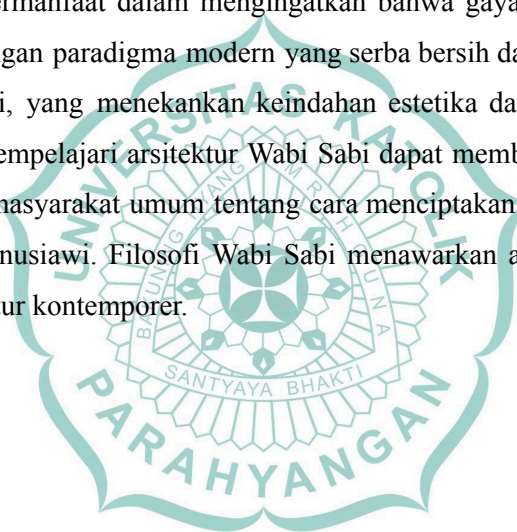 ermanfaat dalam mengingatkan bahwa gaya
ngan paradigma modern yang serba bersih da
i, yang menekankan keindahan estetika da
empelajari arsitektur Wabi Sabi dapat memb
masyarakat umum tentang cara menciptakan
nusiawi. Filosofi Wabi Sabi menawarkan a
tur kontemporer.
UNIVERSITAS KATOLIK
SANTYAYA BHAKTI
PARAHYANGAN